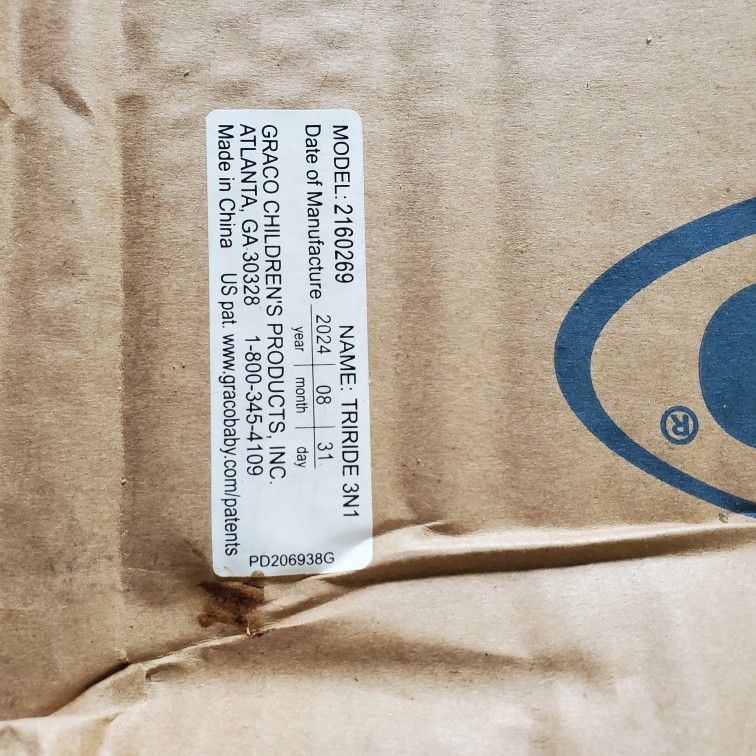 MODEL: 2160269 NAME: TRIRIDE 3N1
Date of Manufacture 2024 08 31
year month day
GRACO CHILDREN'S PRODUCTS, INC.
ATLANTA, GA 30328 1-800-345-4109
Made in China US pat. www.gracobaby.com/patents
PD206938G
®